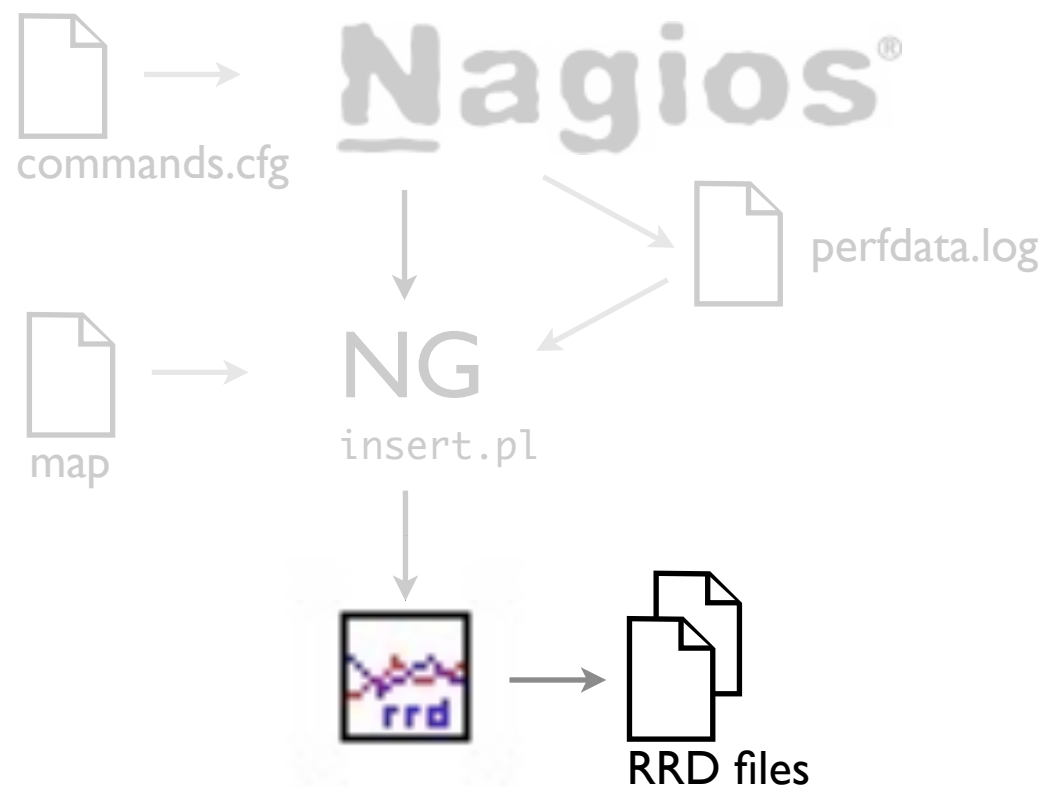 Nagios®
commands.cfg
perfdata.log
NG
insert.pl
map
rrd
RRD files